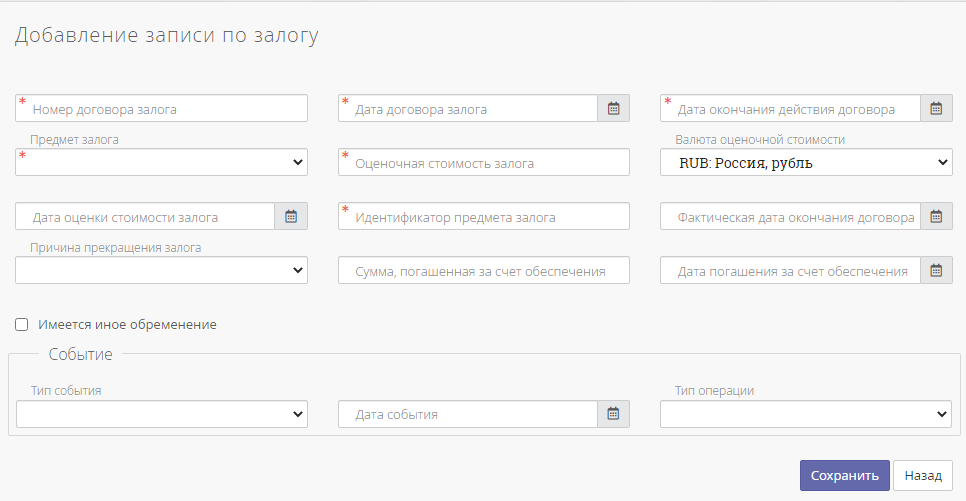 Добавление записи по залогу
* Номер договора залога
* Дата договора залога
* Дата окончания действия договора
Предмет залога
*
* Оценочная стоимость залога
Валюта оценочной стоимости
RUB: Россия, рубль
Дата оценки стоимости залога
* Идентификатор предмета залога
Фактическая дата окончания договора
Причина прекращения залога
Сумма, погашенная за счет обеспечения
Дата погашения за счет обеспечения
Имеется иное обременение
Событие
Тип события
Дата события
Тип операции
Сохранить
Назад